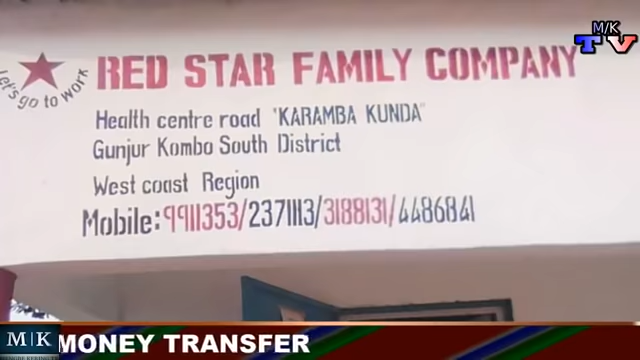 M/K
TV
Let's go to work
RED STAR FAMILY COMPANY
Health centre road "KARAMBA KUNDA"
Gunjur Kombo South District
West coast Region
Mobile:9911353/2371113/3188131/4486841
M|K
MONEY TRANSFER